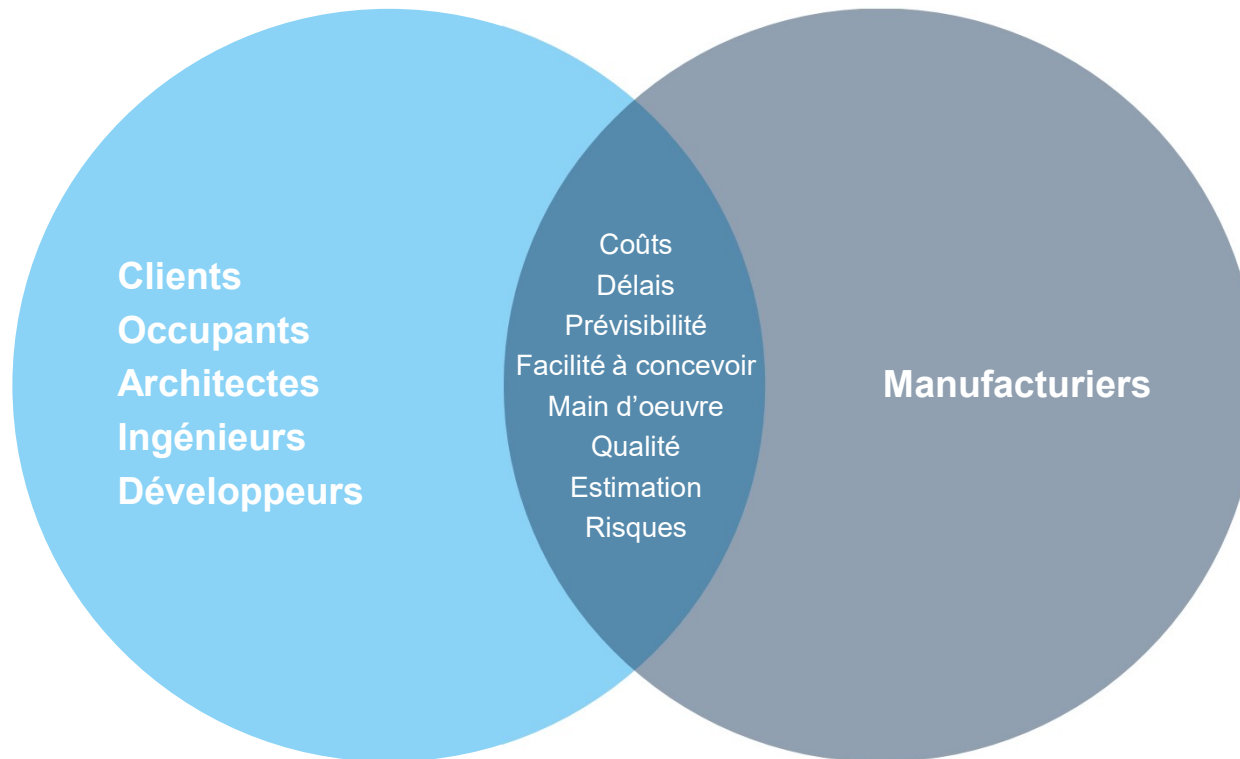 Clients
Occupants
Architectes
Ingénieurs
Développeurs
Coûts
Délais
Prévisibilité
Facilité à concevoir
Main d’oeuvre
Qualité
Estimation
Risques
Manufacturiers